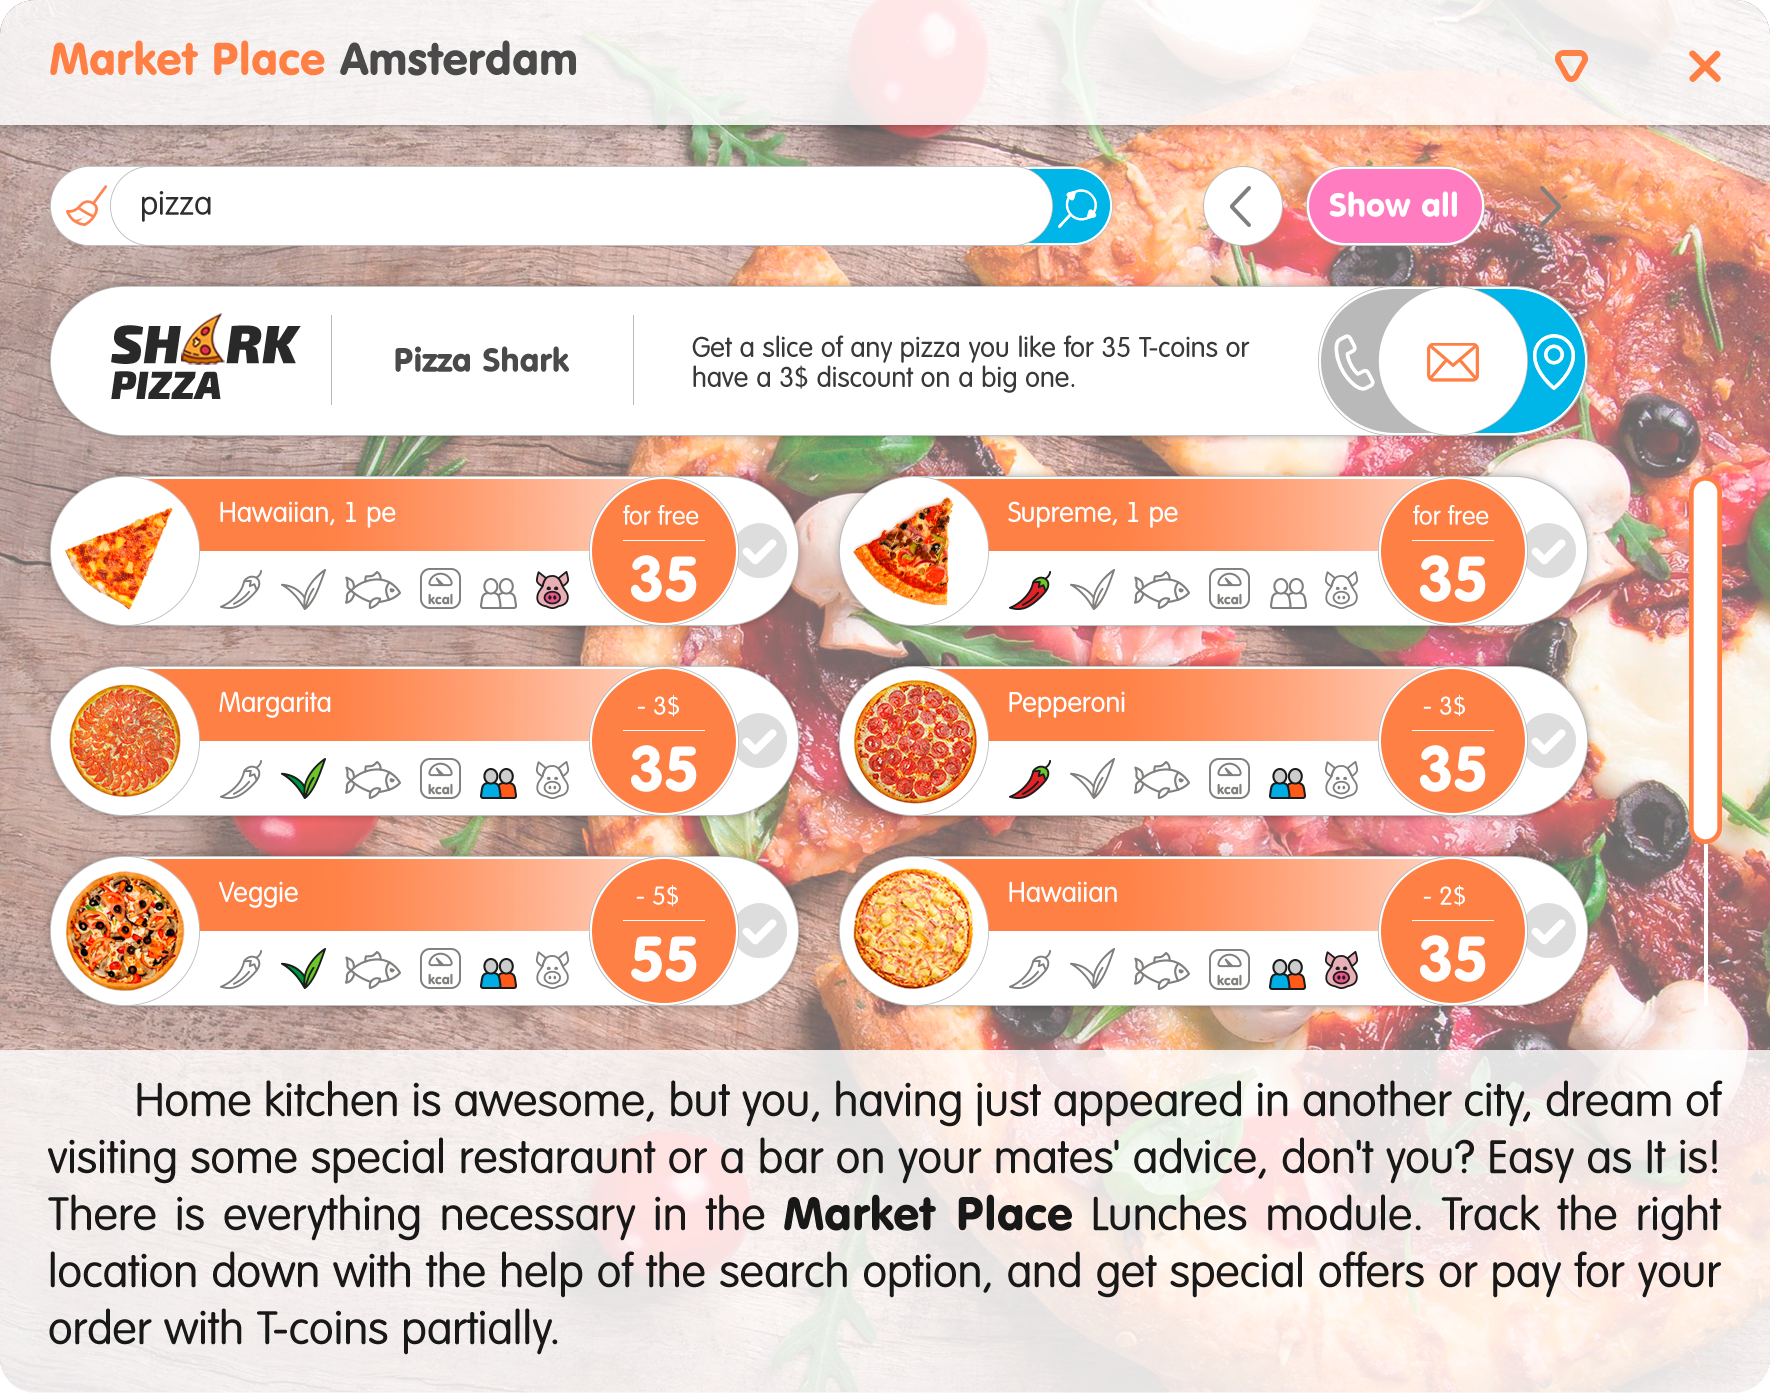 Market Place Amsterdam
pizza
Show all
SHARK
PIZZA
Pizza Shark
Get a slice of any pizza you like for 35 T-coins or
have a 3$ discount on a big one.
Hawaiian, 1 pe
for free
35
kcal
Supreme, 1 pe
for free
35
kcal
Margarita
- 3$
35
kcal
Pepperoni
- 3$
35
kcal
Veggie
- 5$
55
kcal
Hawaiian
- 2$
35
kcal
Home kitchen is awesome, but you, having just appeared in another city, dream of
visiting some special restaraunt or a bar on your mates' advice, don't you? Easy as It is!
There is everything necessary in the Market Place Lunches module. Track the right
location down with the help of the search option, and get special offers or pay for your
order with T-coins partially.